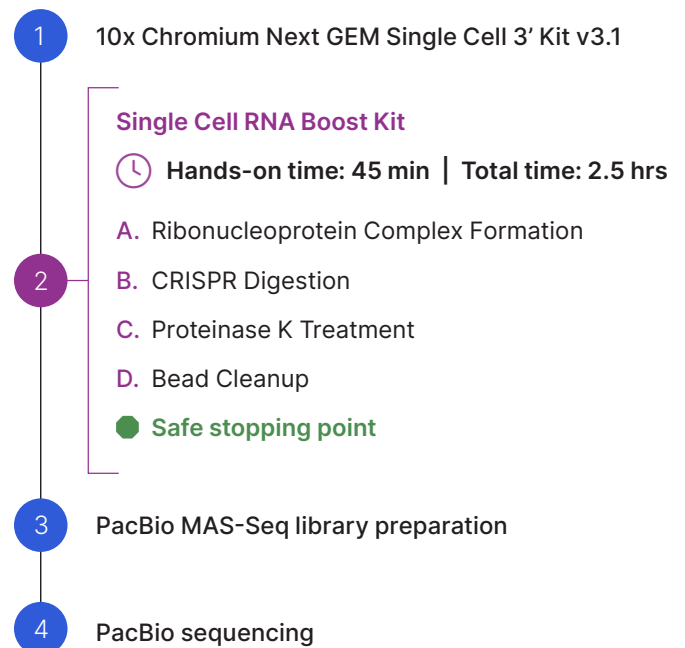 1 10x Chromium Next GEM Single Cell 3’ Kit v3.1
Single Cell RNA Boost Kit
Hands-on time: 45 min | Total time: 2.5 hrs
A. Ribonucleoprotein Complex Formation
2 B. CRISPR Digestion
C. Proteinase K Treatment
D. Bead Cleanup
Safe stopping point
3 PacBio MAS-Seq library preparation
4 PacBio sequencing